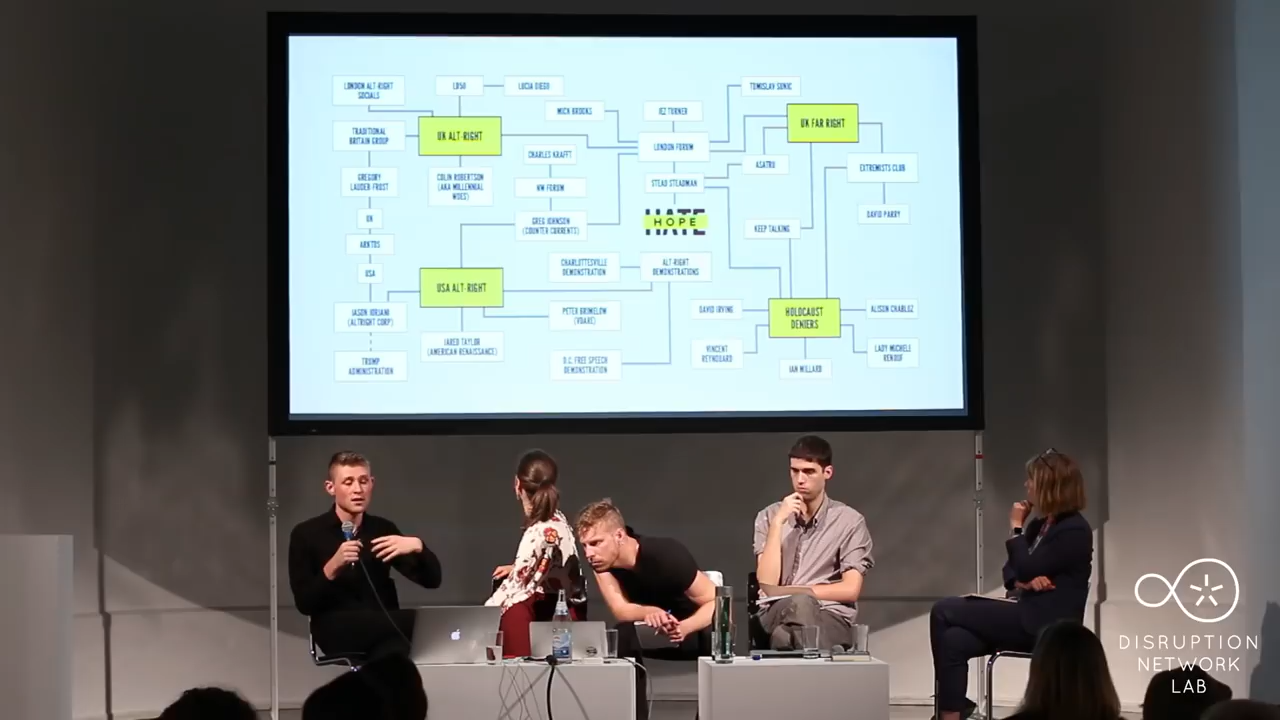 LONDON ALT-RIGHT
SOCIALS
LD50
LUCIA DIEGO
TOMISLAV SUNIC
MICK BROOKS
JEZ TURNER
UK FAR RIGHT
TRADITIONAL
BRITAIN GROUP
UK ALT-RIGHT
LONDON FORUM
CHARLES KRAFFT
ASATRU
EXTREMISTS CLUB
GREGORY
LAUDER-FROST
COLIN ROBERTSON
(AKA MILLENNIAL
WOES)
NW FORUM
STEAD STEADMAN
UK
GREG JOHNSON
(COUNTER CURRENTS)
HOPE
HATE
KEEP TALKING
DAVID PARRY
ARKTOS
USA
CHARLOTTESVILLE
DEMONSTRATION
ALT-RIGHT
DEMONSTRATIONS
USA ALT-RIGHT
JASON JORJANI
(ALTRIGHT CORP)
PETER BRIMELOW
(VDARE)
DAVID IRVING
HOLOCAUST
DENIERS
ALISON CHABLOZ
JARED TAYLOR
(AMERICAN RENAISSANCE)
VINCENT
REYNOUARD
LADY MICHELE
RENOUF
TRUMP
ADMINISTRATION
D.C. FREE SPEECH
DEMONSTRATION
IAN MILLARD
DISRUPTION
NETWORK
LAB